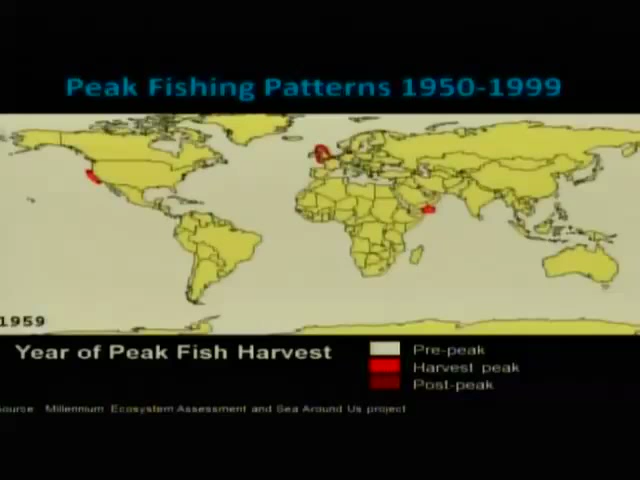 Peak Fishing Patterns 1950-1999
1959
Year of Peak Fish Harvest
Pre-peak
Harvest peak
Post-peak
ource Millennium Ecosystem Assessment and Sea Around Us project